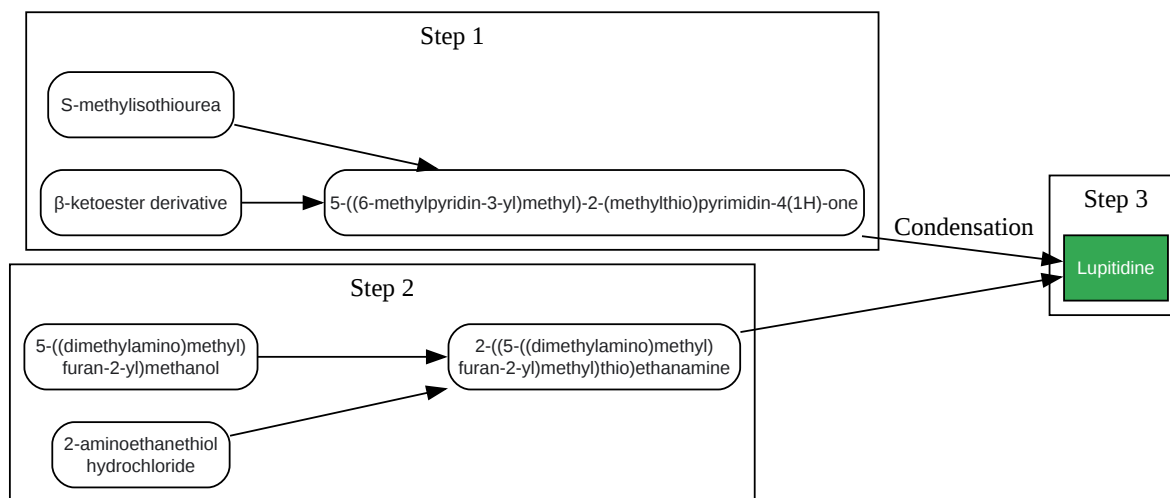 Step 1
S-methylisothiourea
β-ketoester derivative
5-((6-methylpyridin-3-yl)methyl)-2-(methylthio)pyrimidin-4(1H)-one
Condensation
Step 3
Lupitidine
Step 2
5-((dimethylamino)methyl)
furan-2-yl)methanol
2-((5-((dimethylamino)methyl)
furan-2-yl)methyl)thio)ethanamine
2-aminoethanethiol
hydrochloride